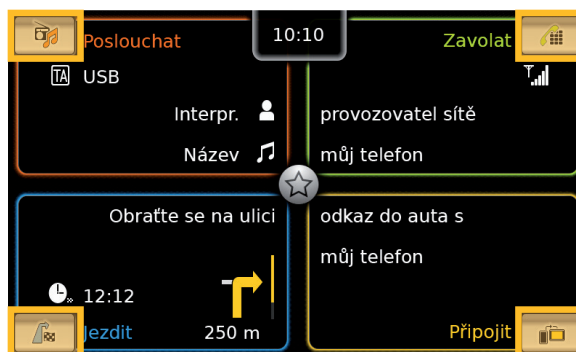 10:10
Poslouchat
TA USB
Interpr.
Název
Zavolat
provozovatel sítě
můj telefon
Obraťte se na ulici
12:12
Jezdit 250 m
odkaz do auta s
můj telefon
Připojit